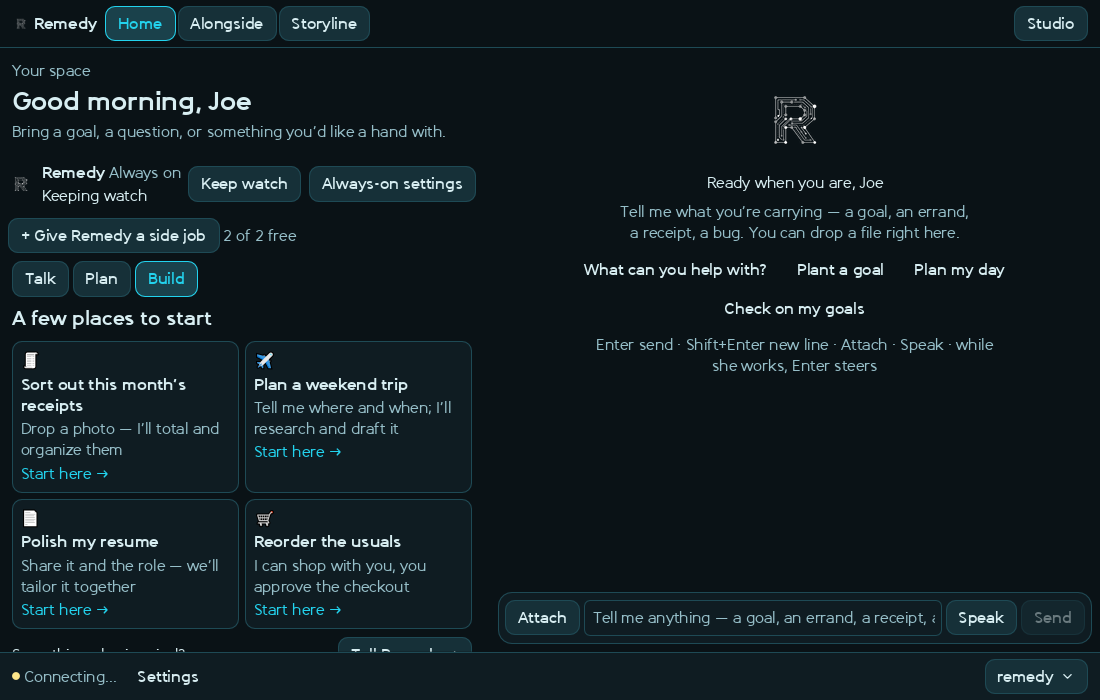 Remedy Home Alongside Storyline Studio
Your space
Good morning, Joe
Bring a goal, a question, or something you'd like a hand with.
Remedy Always on
Keeping watch
Keep watch Always-on settings
+ Give Remedy a side job 2 of 2 free
Talk Plan Build
A few places to start
Sort out this month's
receipts
Drop a photo — I'll total and
organize them
Start here →
Plan a weekend trip
Tell me where and when; I'll
research and draft it
Start here →
Polish my resume
Share it and the role — we'll
tailor it together
Start here →
Reorder the usuals
I can shop with you, you
approve the checkout
Start here →
Ready when you are, Joe
Tell me what you're carrying — a goal, an errand,
a receipt, a bug. You can drop a file right here.
What can you help with? Plant a goal Plan my day
Check on my goals
Enter send · Shift+Enter new line · Attach · Speak · while
she works, Enter steers
Attach Tell me anything — a goal, an errand, a receipt, Speak Send
Connecting... Settings remedy